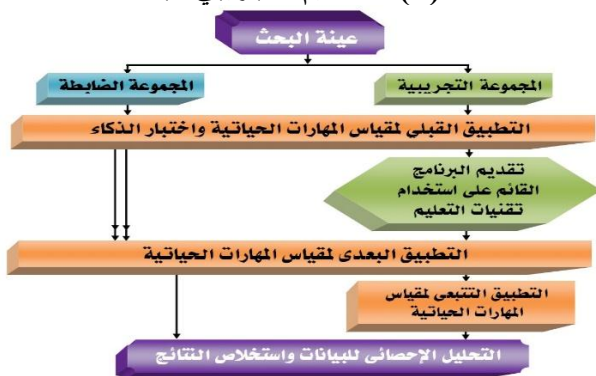 عينة البحث
المجموعة التجريبية
المجموعة الضابطة
التطبيق القبلي لمقياس المهارات الحياتية واختبار الذكاء
تقديم البرنامج
القائم على استخدام
تقنيات التعليم
التطبيق البعدى لمقياس المهارات الحياتية
التطبيق التتبعى لمقياس
المهارات الحياتية
التحليل الإحصائى للبيانات واستخلاص النتائج